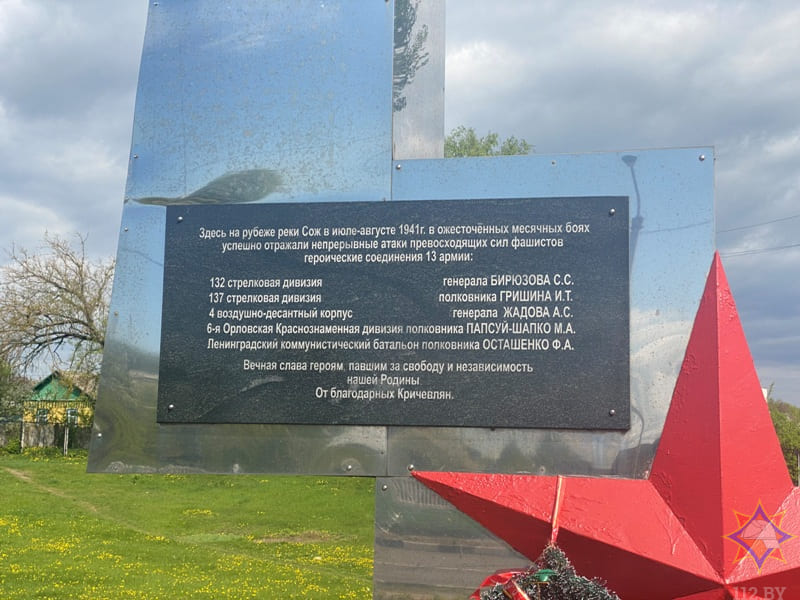 Здесь на рубеже реки Сож в июле-августе 1941г. в ожесточённых месячных боях
успешно отражали непрерывные атаки превосходящих сил фашистов
героические соединения 13 армии:
132 стрелковая дивизия генерала БИРЮЗОВА С.С.
137 стрелковая дивизия полковника ГРИШИНА И.Т.
4 воздушно-десантный корпус генерала ЖАДОВА А.С.
6-я Орловская Краснознаменная дивизия полковника ПАПСУЙ-ШАПКО М.А.
Ленинградский коммунистический батальон полковника ОСТАШЕНКО Ф.А.
Вечная слава героям, павшим за свободу и независимость
нашей Родины
От благодарных Кричевлян.
112.BY